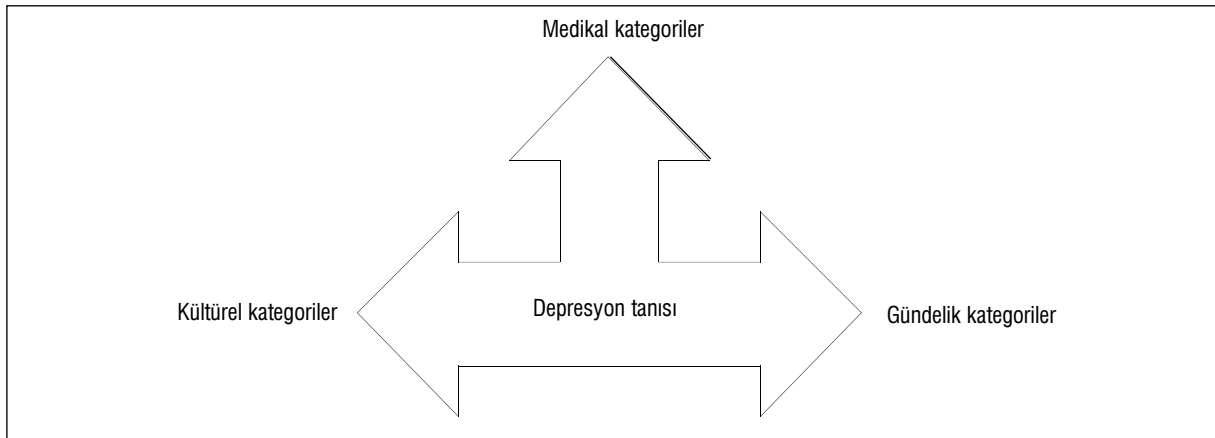 Medikal kategoriler
Kültürel kategoriler
Depresyon tanısı
Gündelik kategoriler